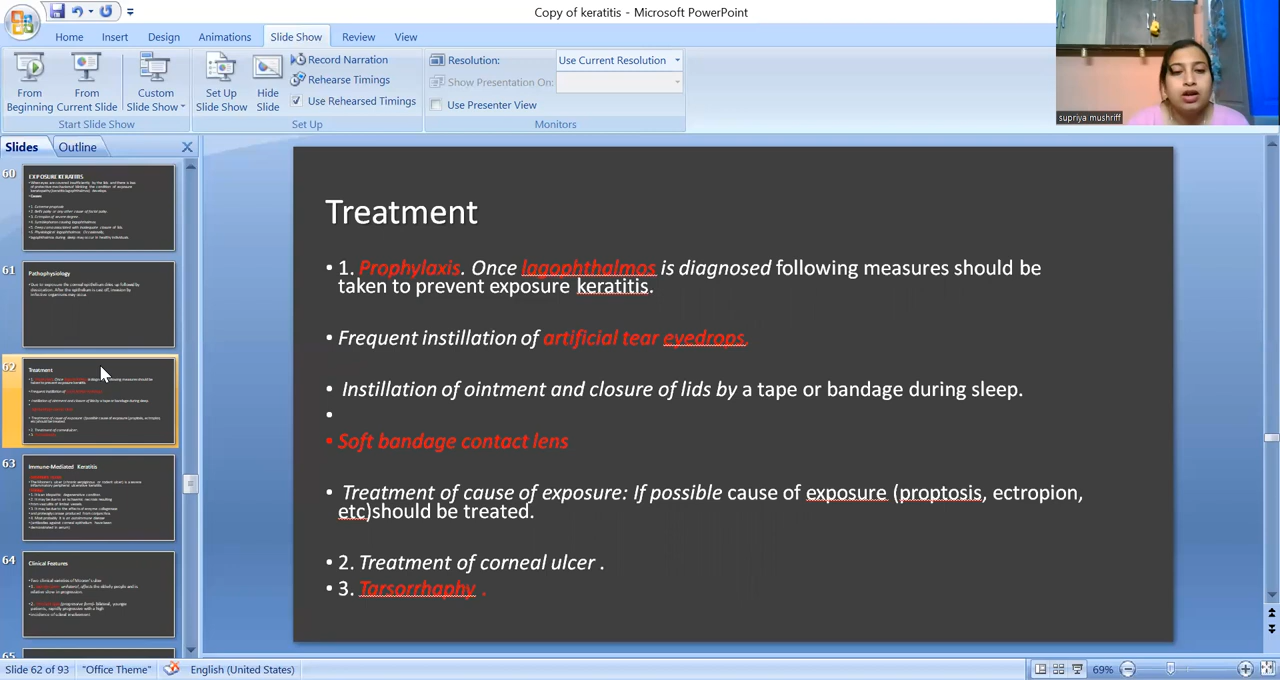 Copy of keratitis - Microsoft PowerPoint
Home Insert Design Animations Slide Show Review View
From Beginning
From Current Slide
Custom Slide Show
Start Slide Show
Set Up Slide Show
Hide Slide
Record Narration
Rehearse Timings
Use Rehearsed Timings
Set Up
Resolution: Use Current Resolution
Show Presentation On:
Use Presenter View
Monitors
supriya mushriff
Slides Outline
60
EXPOSURE KERATITIS
61
Pathophysiology
62
Treatment
63
Immune-Mediated Keratitis
64
Clinical Features
65
Treatment
• 1. Prophylaxis. Once lagophthalmos is diagnosed following measures should be
taken to prevent exposure keratitis.
• Frequent instillation of artificial tear eyedrops.
• Instillation of ointment and closure of lids by a tape or bandage during sleep.
•
• Soft bandage contact lens
• Treatment of cause of exposure: If possible cause of exposure (proptosis, ectropion,
etc)should be treated.
• 2. Treatment of corneal ulcer .
• 3. Tarsorrhaphy .
Slide 62 of 93 "Office Theme" English (United States) 69%